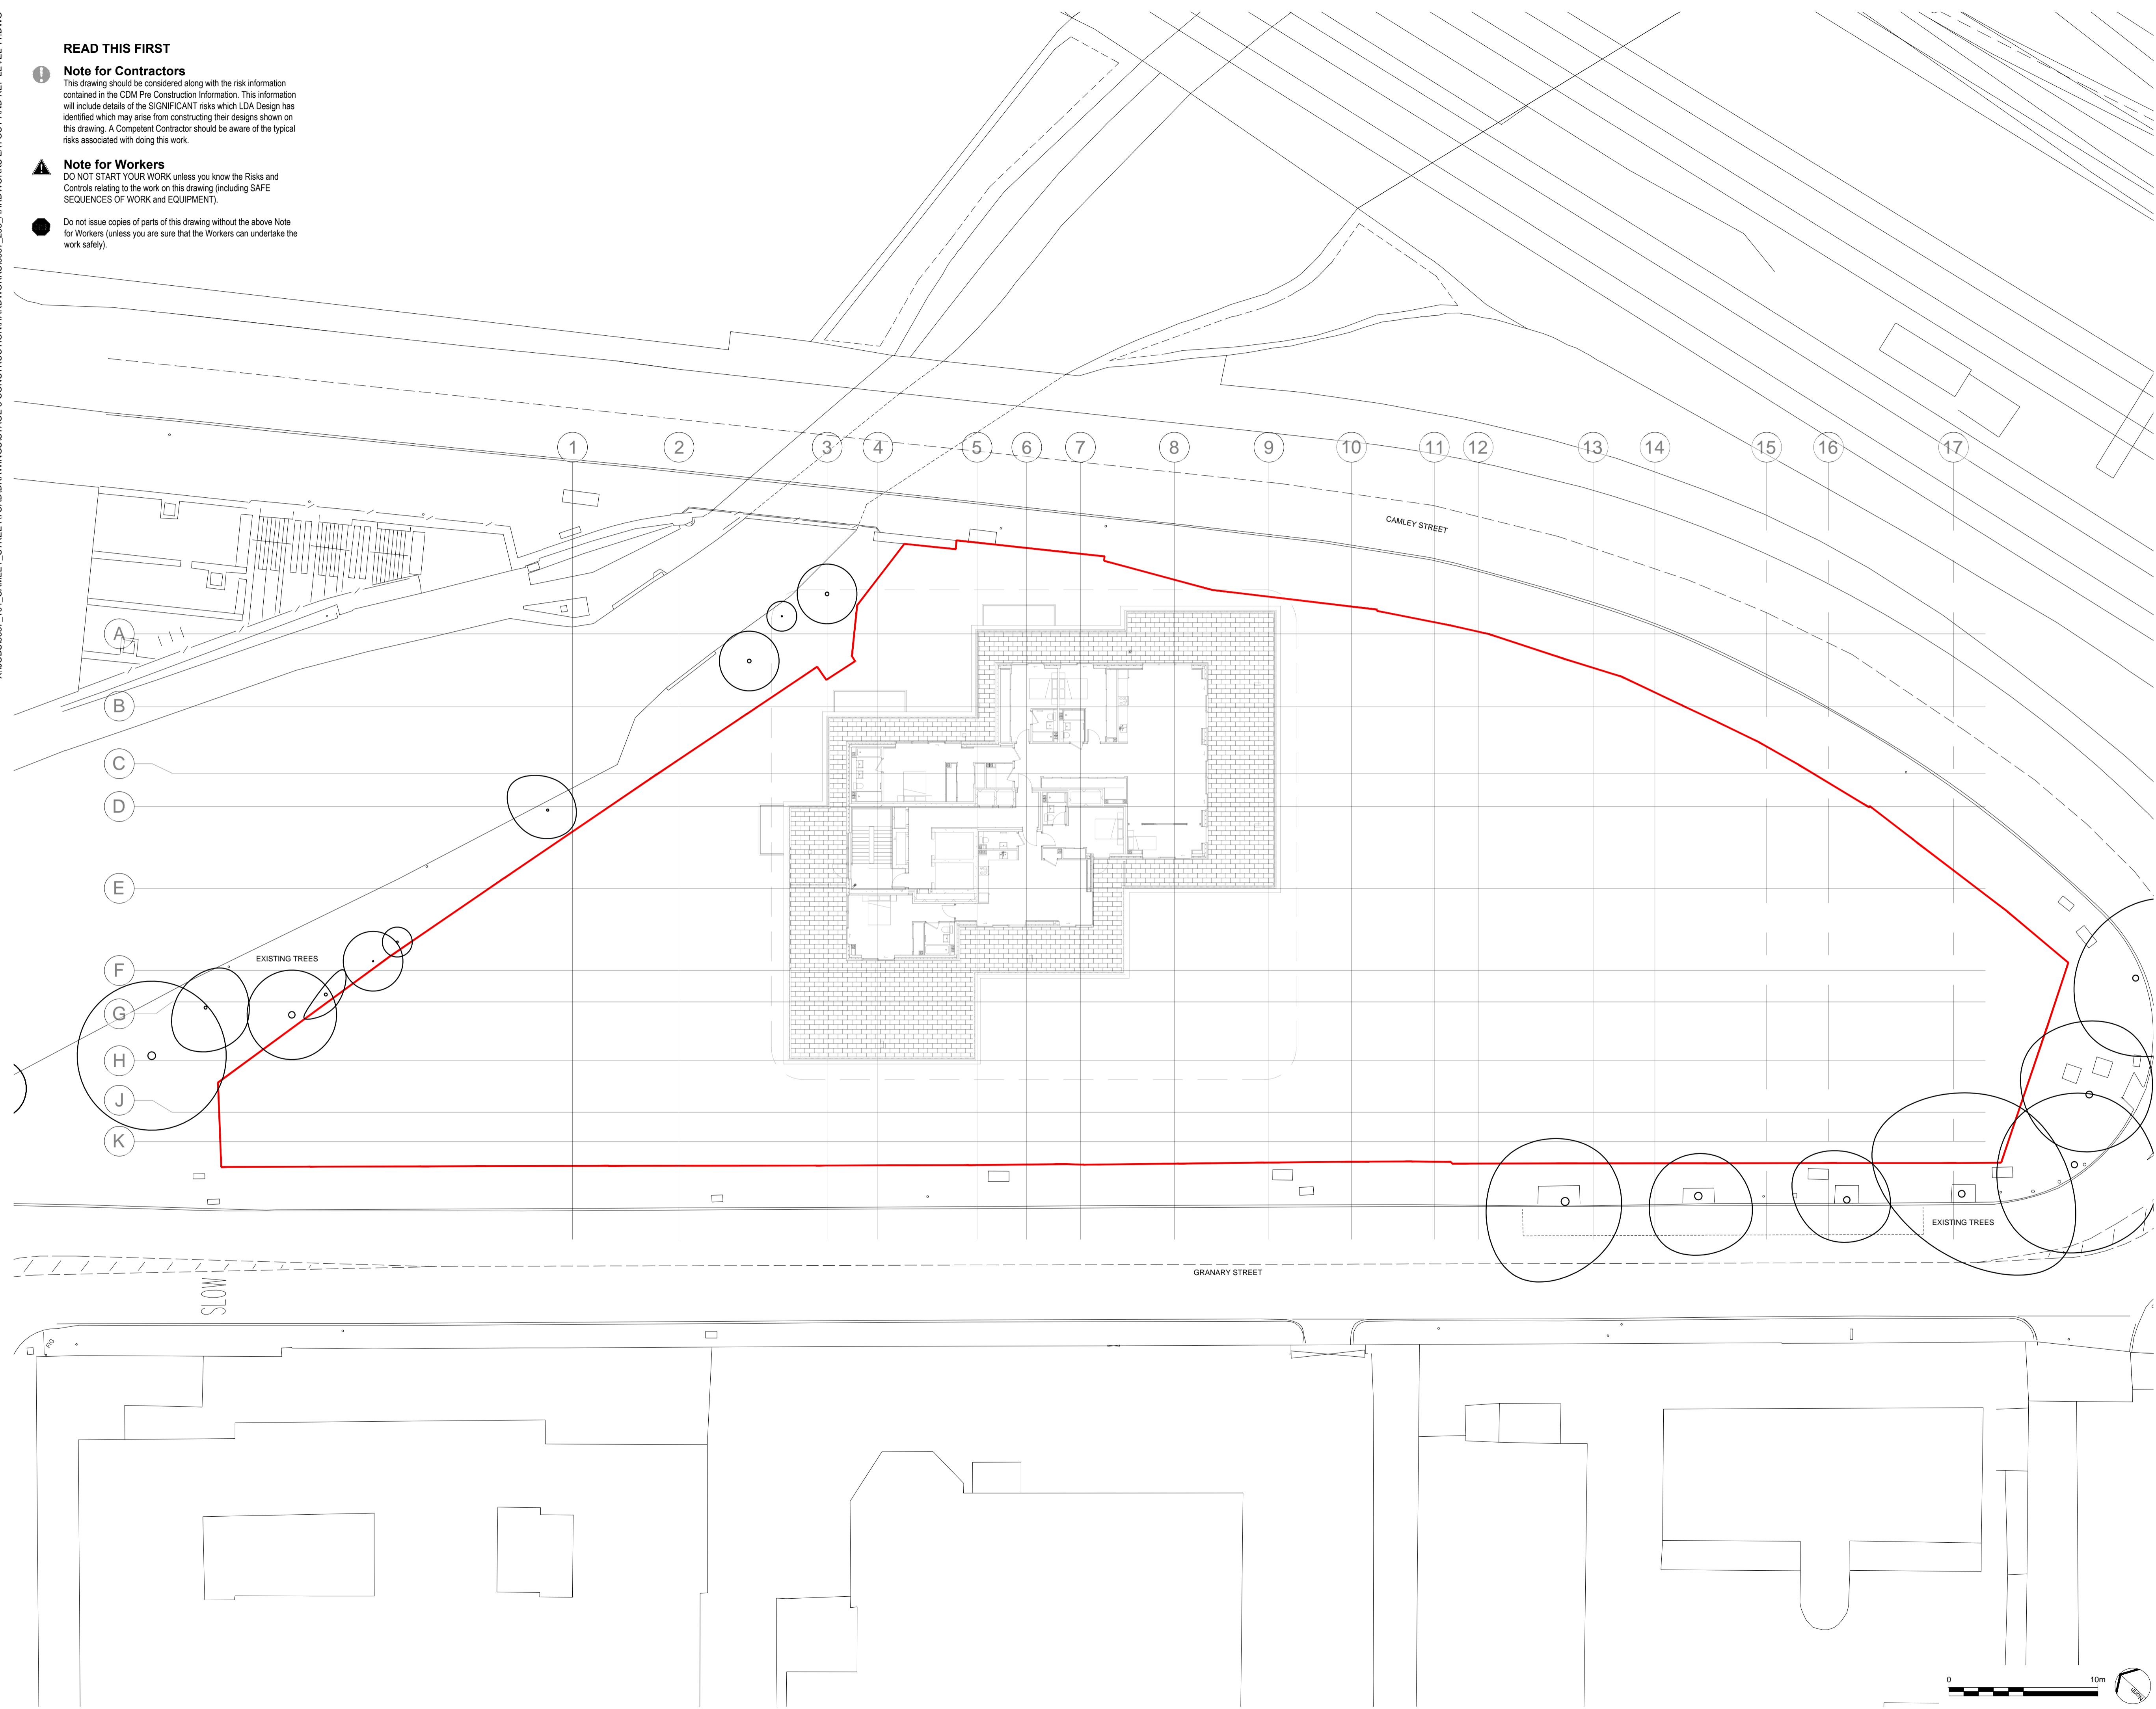 READ THIS FIRST
Note for Contractors
This drawing should be considered along with the risk information
contained in the CDM Pre Construction Information. This information
will include details of the SIGNIFICANT risks which LDA Design has
identified which may arise from constructing their designs shown on
this drawing. A Competent Contractor should be aware of the typical
risks associated with doing this work.
Note for Workers
DO NOT START YOUR WORK unless you know the Risks and
Controls relating to the work on this drawing (including SAFE
SEQUENCES OF WORK and EQUIPMENT).
Do not issue copies of parts of this drawing without the above Note
for Workers (unless you are sure that the Workers can undertake the
work safely).
1 2 3 4 5 6 7 8 9 10 11 12 13 14 15 16 17
CAMLEY STREET
A
B
C
D
E
F
EXISTING TREES
G
H
J
K
EXISTING TREES
GRANARY STREET
SLOW
FIG
0 10m
North